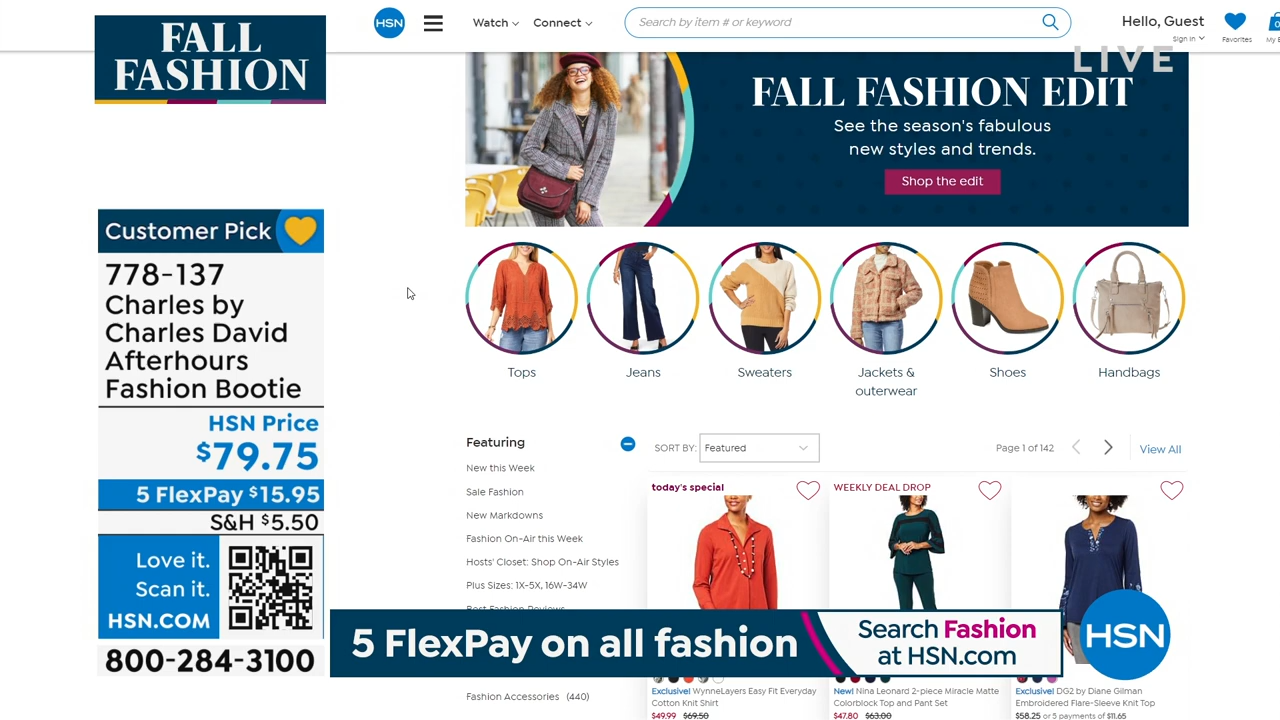 FALL
FASHION
HSN
Watch
Connect
Search by item # or keyword
Hello, Guest
Sign In
Favorites
LIVE
FALL FASHION EDIT
See the season's fabulous
new styles and trends.
Shop the edit
Customer Pick
778-137
Charles by
Charles David
Afterhours
Fashion Bootie
HSN Price
$79.75
5 FlexPay $15.95
S&H $5.50
Love it.
Scan it.
HSN.COM
800-284-3100
Tops
Jeans
Sweaters
Jackets &
outerwear
Shoes
Handbags
Featuring
SORT BY:
Featured
Page 1 of 142
View All
New this Week
Sale Fashion
New Markdowns
Fashion On-Air this Week
Hosts' Closet: Shop On-Air Styles
Plus Sizes: 1X-5X, 16W-34W
Best Fashion Reviews
today's special
WEEKLY DEAL DROP
5 FlexPay on all fashion
Search Fashion
at HSN.com
HSN
Fashion Accessories (440)
Exclusive! WynneLayers Easy Fit Everyday
Cotton Knit Shirt
$49.99 $69.50
New! Nina Leonard 2-piece Miracle Matte
Colorblock Top and Pant Set
$47.80 $63.00
Exclusive! DG2 by Diane Gilman
Embroidered Flare-Sleeve Knit Top
$58.25 or 5 payments of $11.65